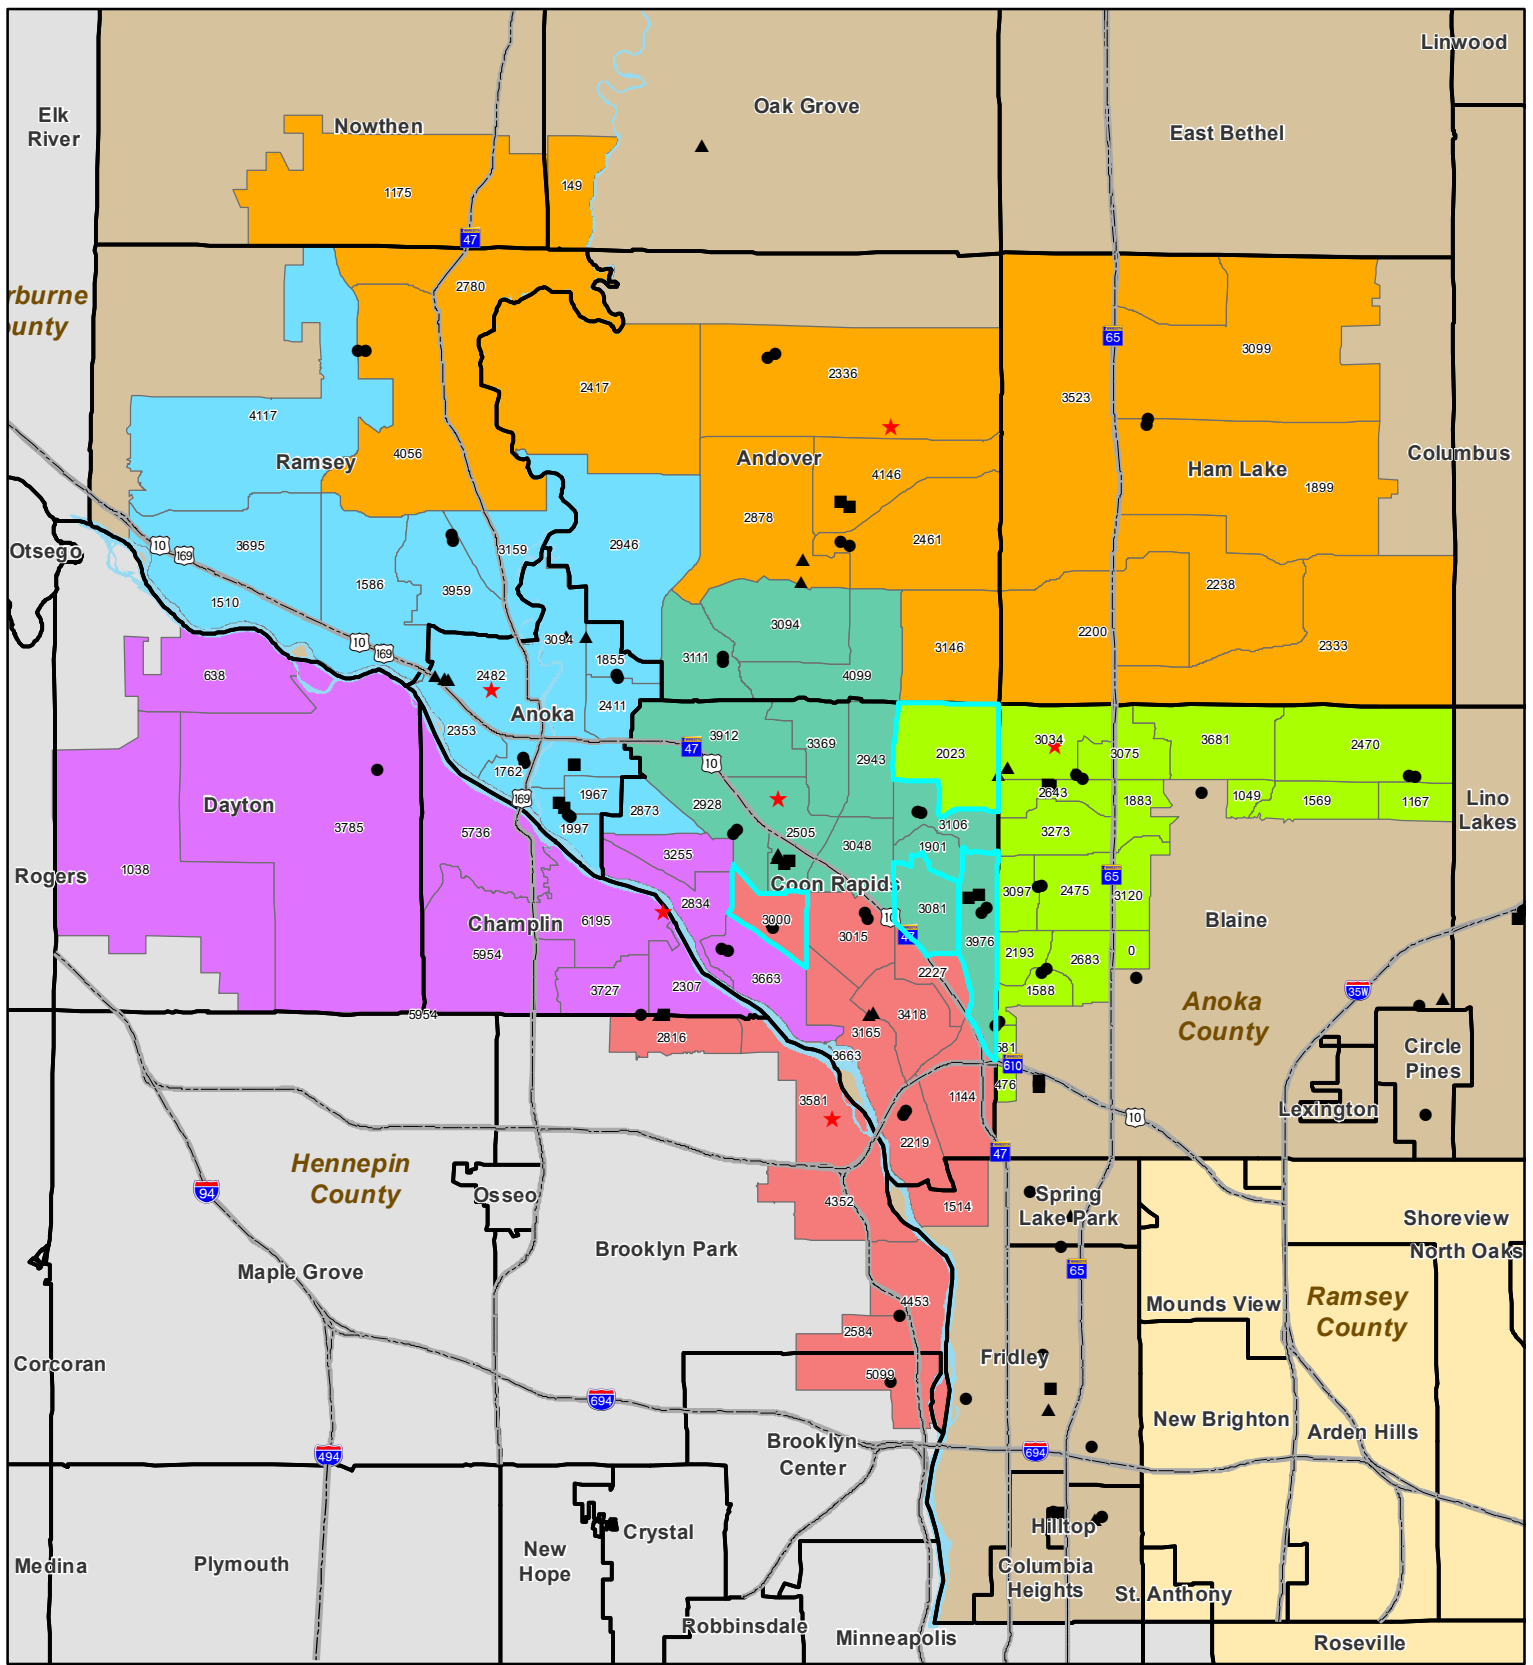 Linwood
Elk
River
Nowthen
Oak Grove
East Bethel
1175
149
47
2780
rburne
ounty
65
3099
2336
2417
3523
4117
Ramsey
4056
Andover
4146
Ham Lake
Columbus
1899
2878
Otsego
10
169
3695
3159
2946
2461
1586
3959
2238
1510
10
169
3094
3094
2200
2333
3146
638
2482
1855
3111
4099
2411
Anoka
2353
47
3912
10
3369
2943
2023
3034
3075
3681
2470
1762
169
1967
1997
2873
2928
2505
3048
3106
1901
2643
1883
1049
1569
1167
Lino
Lakes
Dayton
3785
5736
3273
1038
Rogers
3255
Coon Rapids
65
2834
3000
3015
10
47
3081
3976
3097
2475
3120
Blaine
Champlin
6195
5954
2193
2683
0
3727
2307
3663
2227
1588
35W
Anoka
County
5954
2816
3165
3418
3663
581
610
476
Circle
Pines
Lexington
10
3581
1144
2219
47
Hennepin
County
94
Osseo
4352
1514
Spring
Lake Park
Shoreview
North Oaks
Brooklyn Park
Maple Grove
65
4453
2584
Mounds View
Ramsey
County
Corcoran
5099
Fridley
694
New Brighton
Arden Hills
494
Brooklyn
Center
694
Crystal
Hilltop
Medina
Plymouth
New
Hope
Columbia
Heights
St. Anthony
Robbinsdale
Minneapolis
Roseville